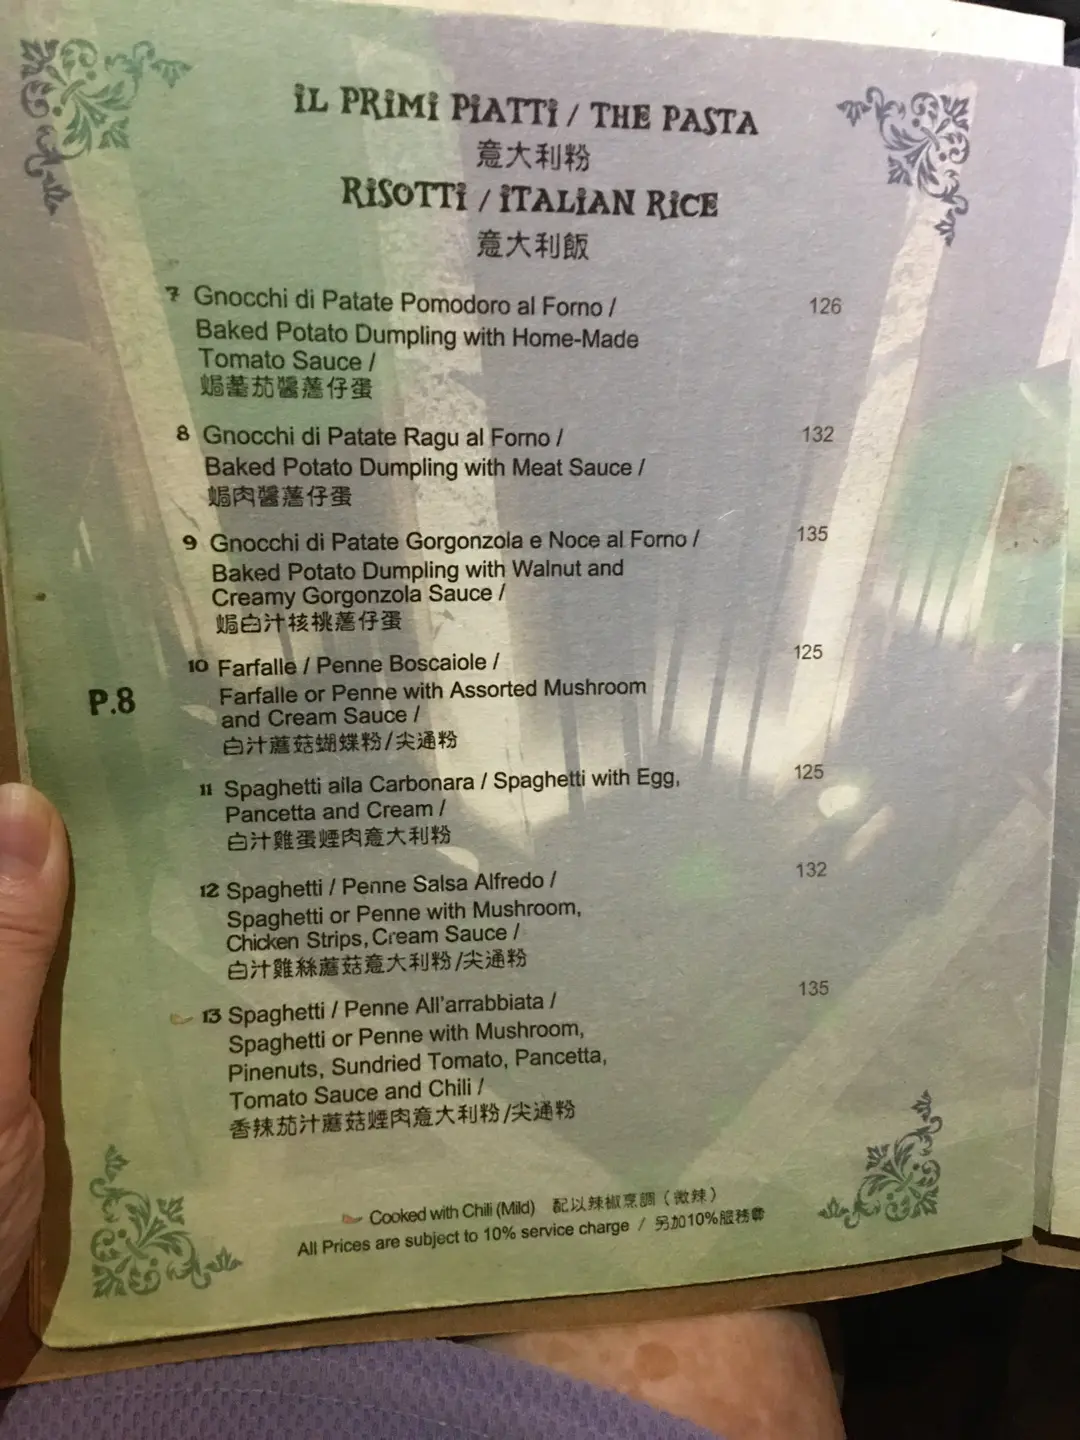 iL PRiMi PiATTi / THE PASTA
意大利粉
RiSOTTi / iTALiAN RiCE
意大利飯
7 Gnocchi di Patate Pomodoro al Forno / 126
Baked Potato Dumpling with Home-Made
Tomato Sauce /
焗蕃茄醬薯仔蛋
8 Gnocchi di Patate Ragu al Forno / 132
Baked Potato Dumpling with Meat Sauce /
焗肉醬薯仔蛋
9 Gnocchi di Patate Gorgonzola e Noce al Forno / 135
Baked Potato Dumpling with Walnut and
Creamy Gorgonzola Sauce /
焗白汁核桃薯仔蛋
10 Farfalle / Penne Boscaiole / 125
Farfalle or Penne with Assorted Mushroom
and Cream Sauce /
白汁蘑菇蝴蝶粉/尖通粉
P.8
11 Spaghetti alla Carbonara / Spaghetti with Egg, 125
Pancetta and Cream /
白汁雞蛋煙肉意大利粉
12 Spaghetti / Penne Salsa Alfredo / 132
Spaghetti or Penne with Mushroom,
Chicken Strips, Cream Sauce /
白汁雞絲蘑菇意大利粉/尖通粉
13 Spaghetti / Penne All'arrabbiata / 135
Spaghetti or Penne with Mushroom,
Pinenuts, Sundried Tomato, Pancetta,
Tomato Sauce and Chili /
香辣茄汁蘑菇煙肉意大利粉/尖通粉
Cooked with Chili (Mild) 配以辣椒烹調（微辣）
All Prices are subject to 10% service charge / 另加10%服務費